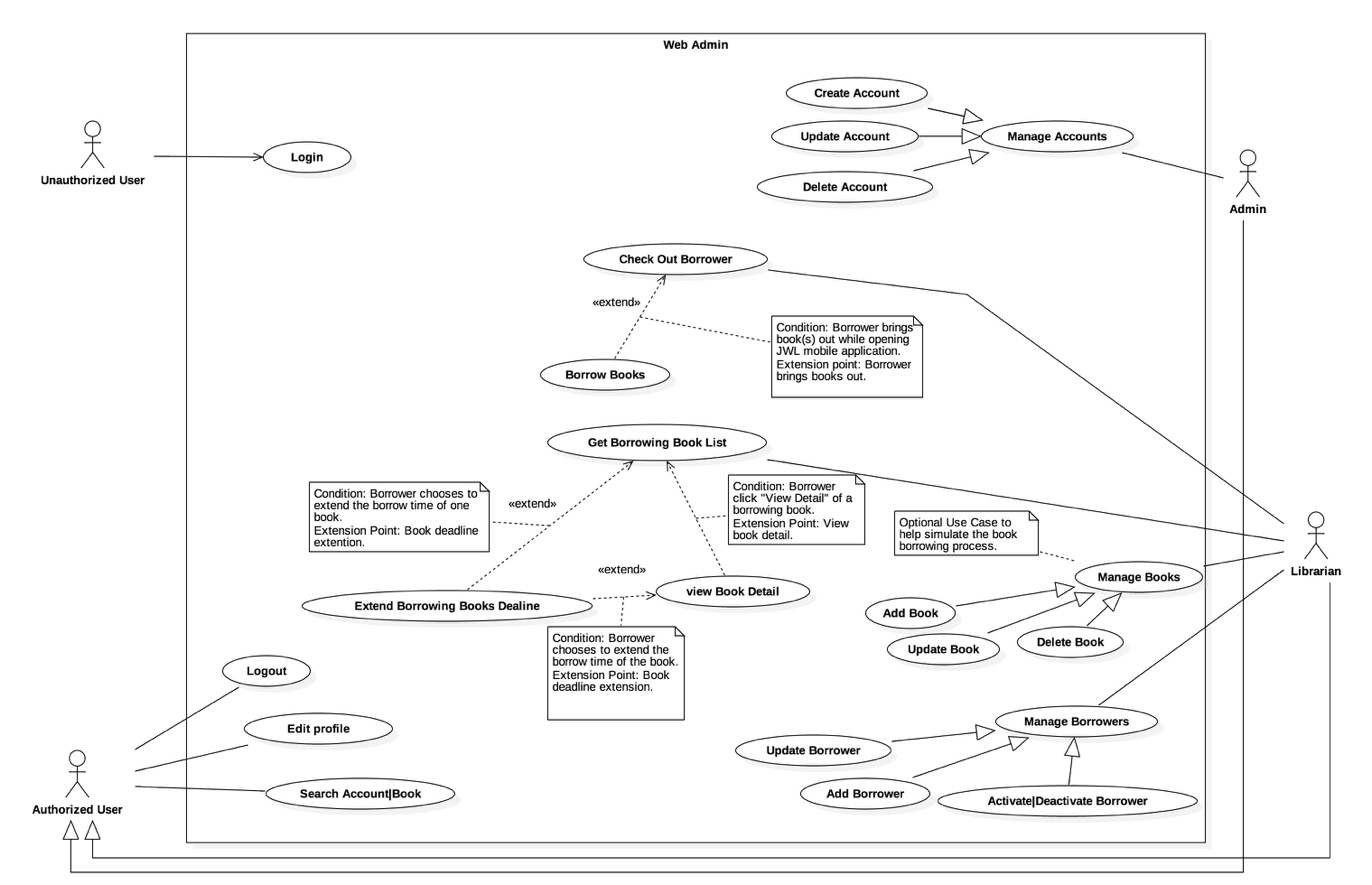 Web Admin
Create Account
Update Account
Manage Accounts
Delete Account
Login
Unauthorized User
Admin
Check Out Borrower
«extend»
Condition: Borrower brings
book(s) out while opening
JWL mobile application.
Extension point: Borrower
brings books out.
Borrow Books
Get Borrowing Book List
Condition: Borrower chooses to
extend the borrow time of one
book.
Extension Point: Book deadline
extention.
«extend»
Condition: Borrower
click "View Detail" of a
borrowing book.
Extension Point: View
book detail.
Optional Use Case to
help simulate the book
borrowing process.
Librarian
«extend»
Manage Books
Extend Borrowing Books Dealine
view Book Detail
Add Book
Update Book
Delete Book
Condition: Borrower
chooses to extend the
borrow time of the book.
Extension Point: Book
deadline extension.
Logout
Edit profile
Manage Borrowers
Update Borrower
Search Account|Book
Add Borrower
Activate|Deactivate Borrower
Authorized User